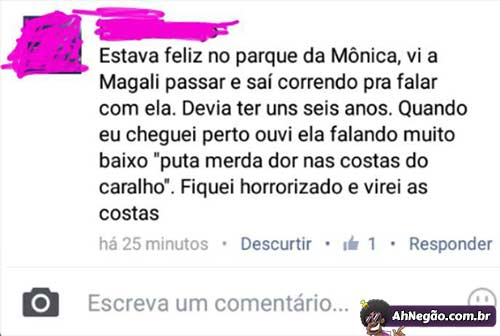 Estava feliz no parque da Mônica, vi a
Magali passar e saí correndo pra falar
com ela. Devia ter uns seis anos. Quando
eu cheguei perto ouvi ela falando muito
baixo "puta merda dor nas costas do
caralho". Fiquei horrorizado e virei as
costas
há 25 minutos • Descurtir • 1 • Responder
Escreva um comentário...
AhNegão.com.br